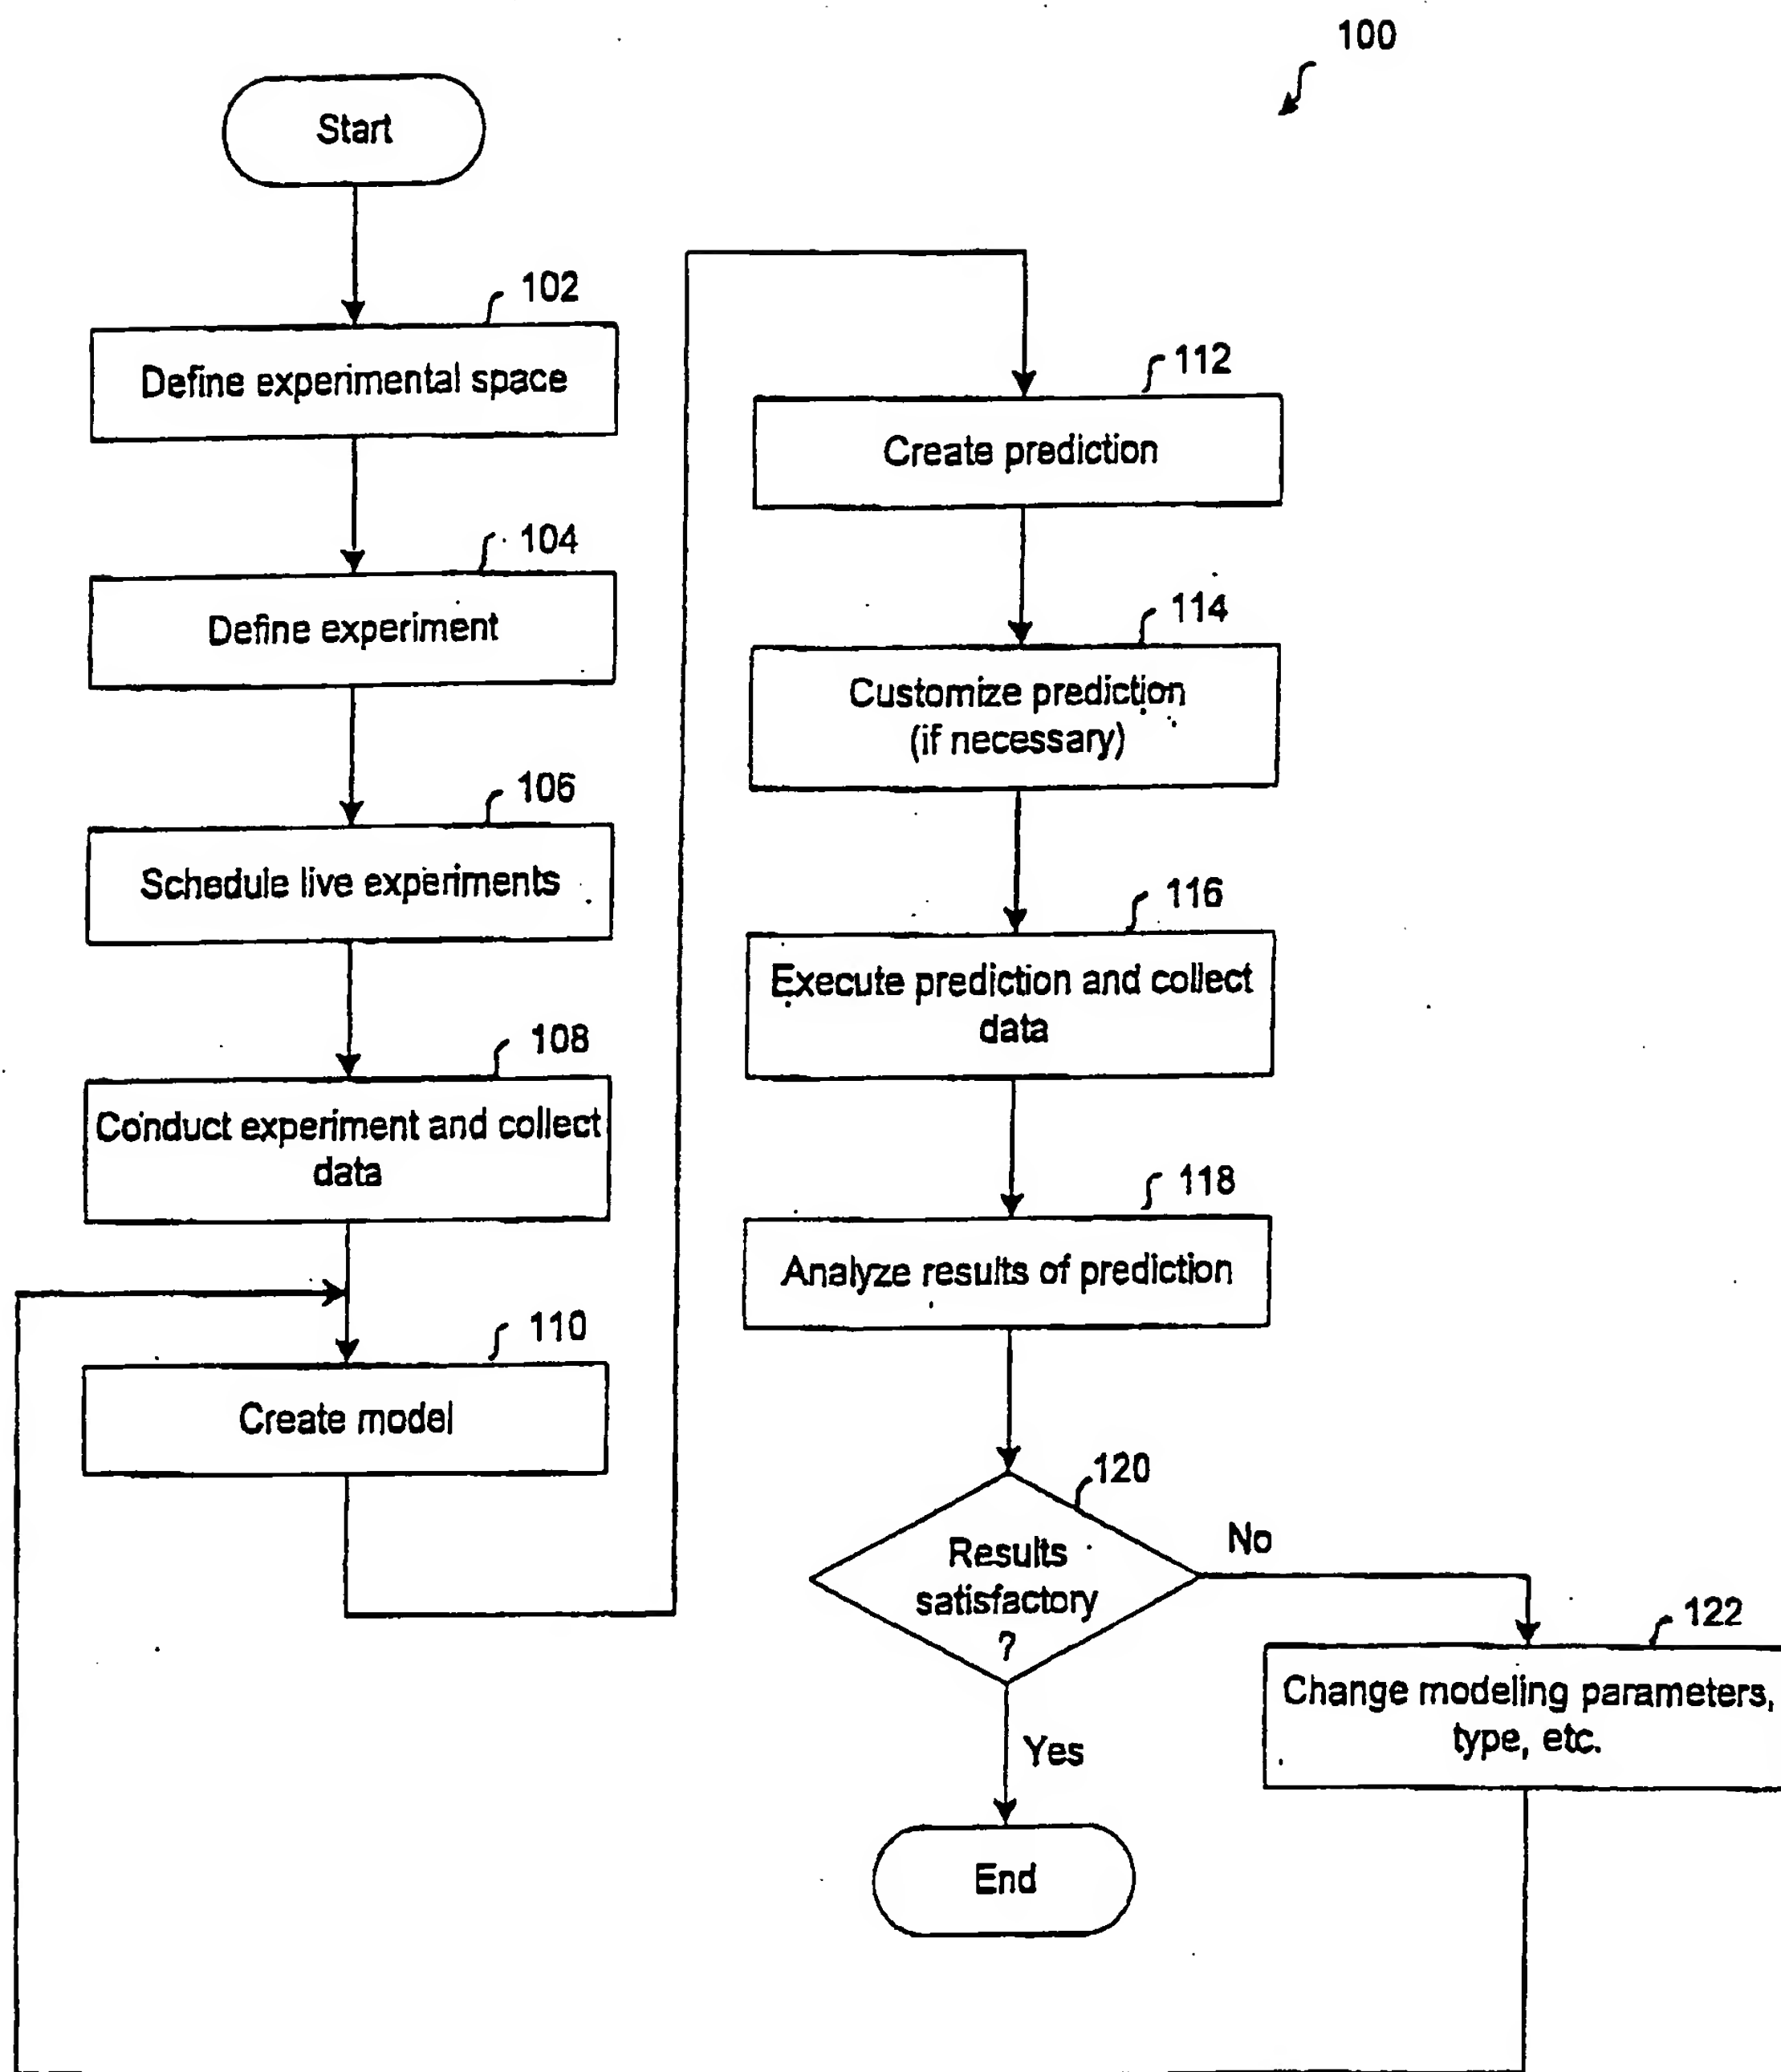 100
Start
102
Define experimental space
104
Define experiment
106
Schedule live experiments
108
Conduct experiment and collect
data
110
Create model
112
Create prediction
114
Customize prediction
(if necessary)
116
Execute prediction and collect
data
118
Analyze results of prediction
120
Results
satisfactory
?
No
Yes
122
Change modeling parameters,
type, etc.
End